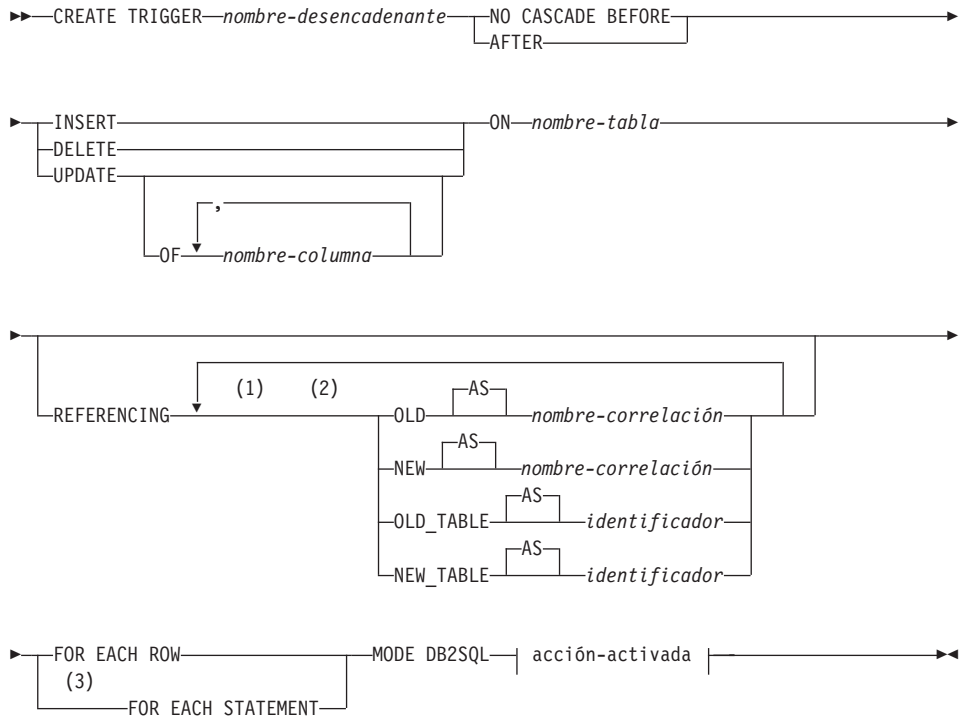 CREATE TRIGGER nombre-desencadenante NO CASCADE BEFORE
AFTER
INSERT ON nombre-tabla
DELETE
UPDATE
,
OF nombre-columna
(1) (2) AS
REFERENCING OLD nombre-correlación
AS
NEW nombre-correlación
AS
OLD_TABLE identificador
AS
NEW_TABLE identificador
FOR EACH ROW MODE DB2SQL acción-activada
(3)
FOR EACH STATEMENT